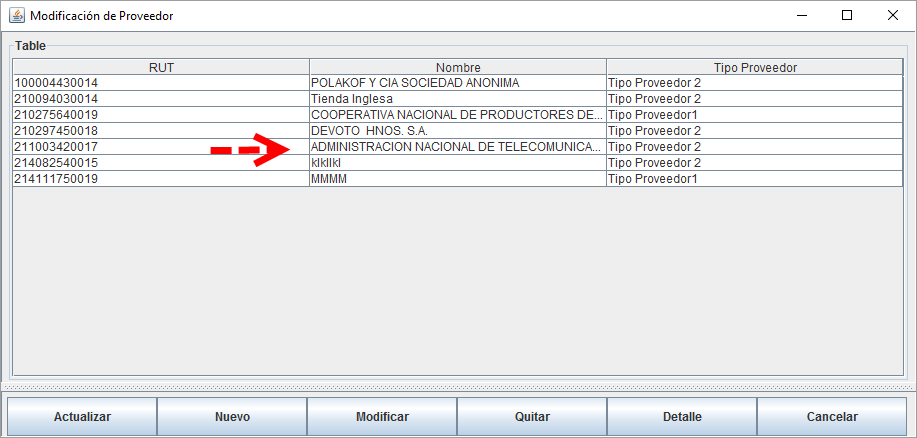 Modificación de Proveedor
Table
RUT Nombre Tipo Proveedor
100004430014 POLAKOF Y CIA SOCIEDAD ANONIMA Tipo Proveedor 2
210094030014 Tienda Inglesa Tipo Proveedor 2
210275640019 COOPERATIVA NACIONAL DE PRODUCTORES DE... Tipo Proveedor1
210297450018 DEVOTO  HNOS. S.A. Tipo Proveedor 2
211003420017 ADMINISTRACION NACIONAL DE TELECOMUNICA... Tipo Proveedor 2
214082540015 klkllkl Tipo Proveedor 2
214111750019 MMMM Tipo Proveedor1
Actualizar Nuevo Modificar Quitar Detalle Cancelar